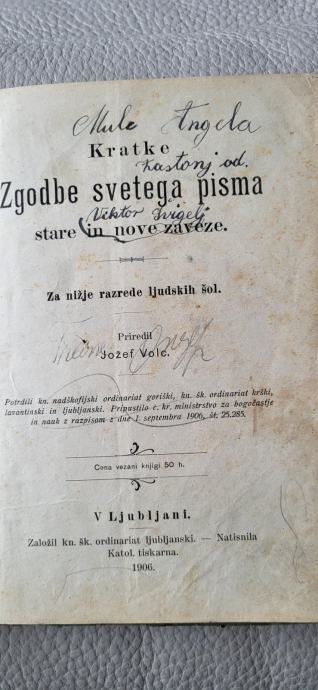 Mule Angela
Kratke
Zgodbe svetega pisma
Viktor
stare in nove zaveze.
Za nižje razrede ljudskih šol.
Priredil
Jožef Volc.
Potrdili kn. nadškofijski ordinariat goriški, kn. šk. ordinariat krški,
lavantinski in ljubljanski. Pripustilo c. kr. ministrstvo za bogočastje
in nauk z razpisom z dne 1. septembra 1906, št. 25.285.
Cena vezani knjigi 50 h.
V Ljubljani.
Založil kn. šk. ordinariat ljubljanski. — Natisnila
Katol. tiskarna.
1906.